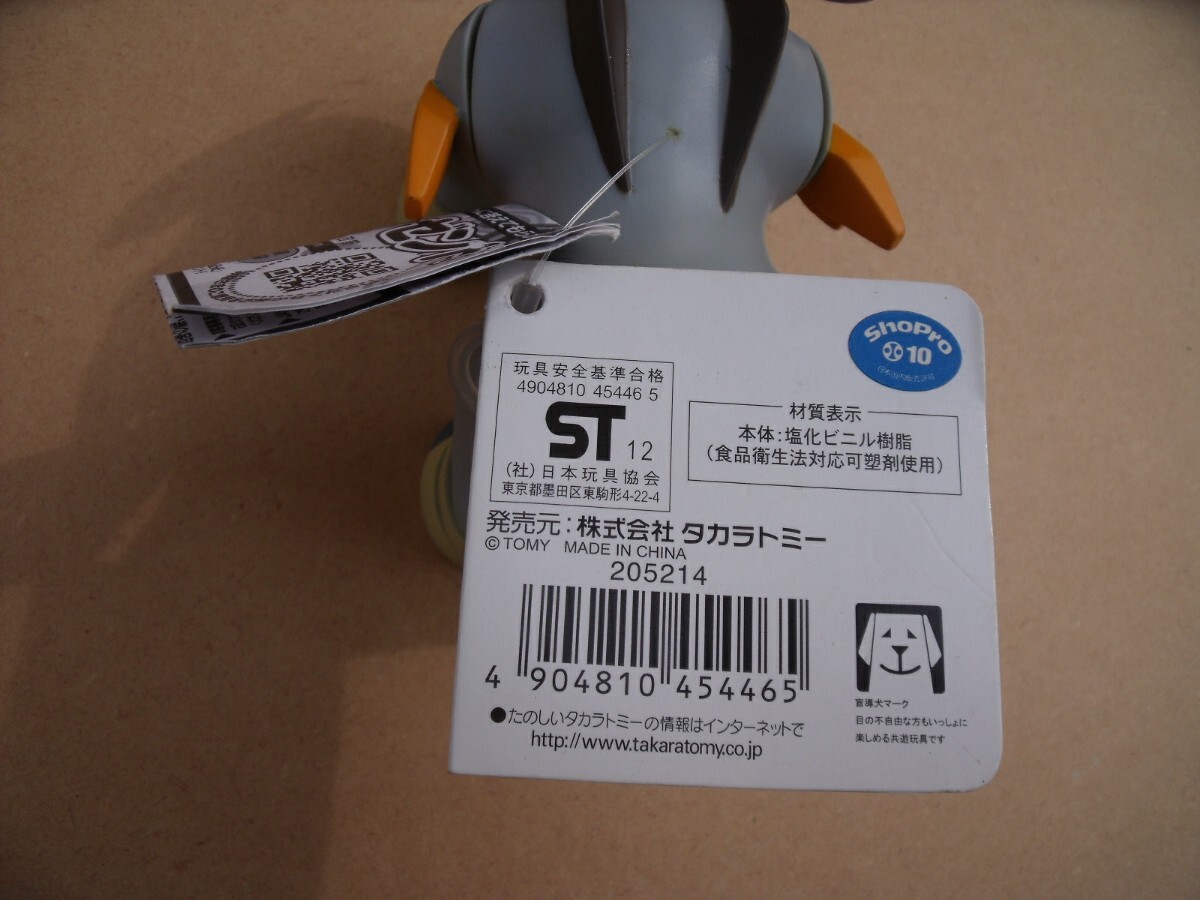 ShoPro
10
玩具安全基準合格
4904810 45446 5
ST 12
(社)日本玩具協会
東京都墨田区東駒形4-22-4
材質表示
本体:塩化ビニル樹脂
(食品衛生法対応可塑剤使用)
発売元:株式会社 タカラトミー
© TOMY MADE IN CHINA
205214
4 904810 454465
●たのしいタカラトミーの情報はインターネットで
http://www.takaratomy.co.jp
盲導犬マーク
目の不自由な方もいっしょに
楽しめる共遊玩具です